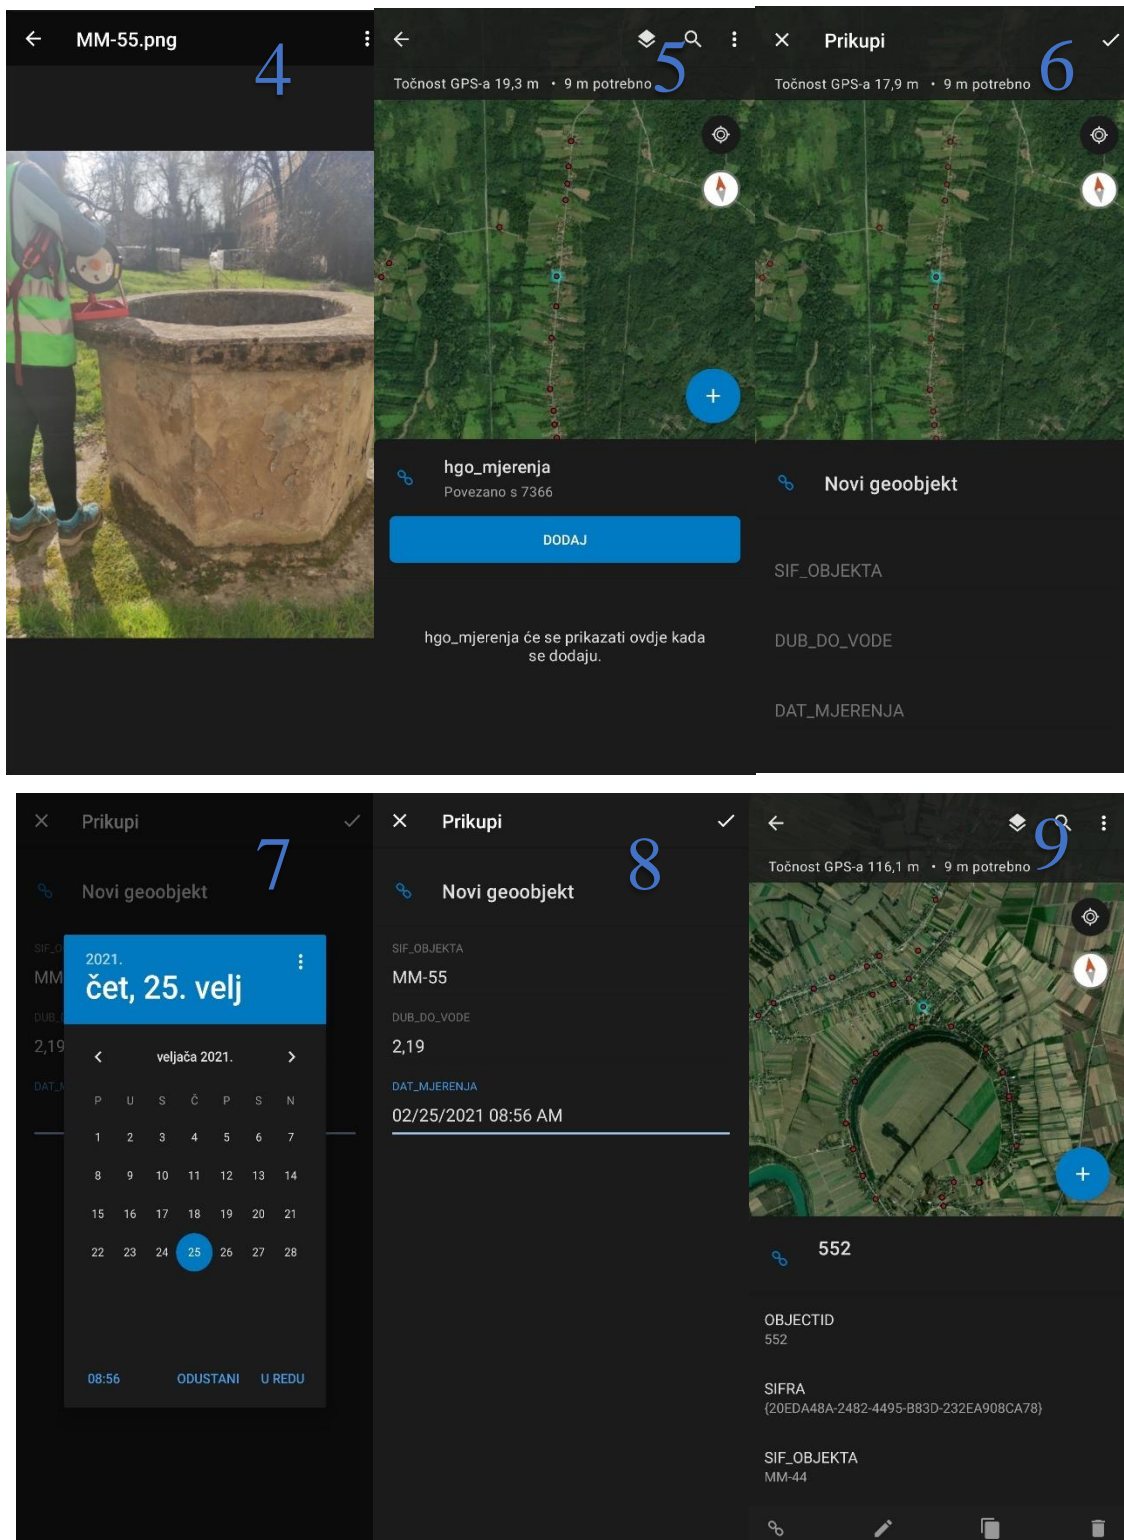 MM-55.png
4
Točnost GPS-a 19,3 m • 9 m potrebno
5
hgo_mjerenja
Povezano s 7366
DODAJ
hgo_mjerenja će se prikazati ovdje kada
se dodaju.
Prikupi
6
Točnost GPS-a 17,9 m • 9 m potrebno
Novi geoobjekt
SIF_OBJEKTA
DUB_DO_VODE
DAT_MJERENJA
Prikupi
7
Novi geoobjekt
SIF_O
MM
DUB_
2,19
DAT_M
2021.
čet, 25. velj
veljača 2021.
P U S Č P S N
1 2 3 4 5 6 7
8 9 10 11 12 13 14
15 16 17 18 19 20 21
22 23 24 25 26 27 28
08:56 ODUSTANI U REDU
Prikupi
8
Novi geoobjekt
SIF_OBJEKTA
MM-55
DUB_DO_VODE
2,19
DAT_MJERENJA
02/25/2021 08:56 AM
9
Točnost GPS-a 116,1 m • 9 m potrebno
552
OBJECTID
552
SIFRA
{20EDA48A-2482-4495-B83D-232EA908CA78}
SIF_OBJEKTA
MM-44